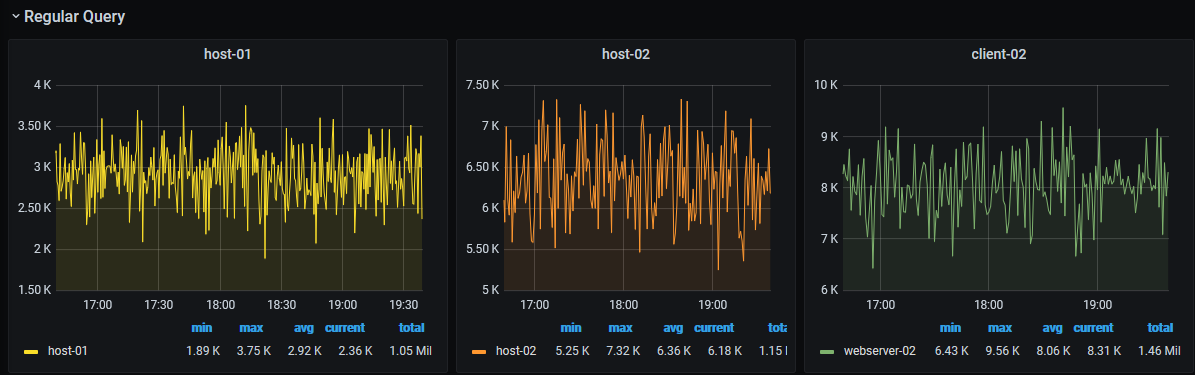 Regular Query
host-01
4 K
3.50 K
3 K
2.50 K
2 K
1.50 K
17:00 17:30 18:00 18:30 19:00 19:30
min max avg current total
host-01 1.89 K 3.75 K 2.92 K 2.36 K 1.05 Mil
host-02
7.50 K
7 K
6.50 K
6 K
5.50 K
5 K
17:00 18:00 19:00
min max avg current tota
host-02 5.25 K 7.32 K 6.36 K 6.18 K 1.15
client-02
10 K
9 K
8 K
7 K
6 K
17:00 18:00 19:00
min max avg current total
webserver-02 6.43 K 9.56 K 8.06 K 8.31 K 1.46 Mil